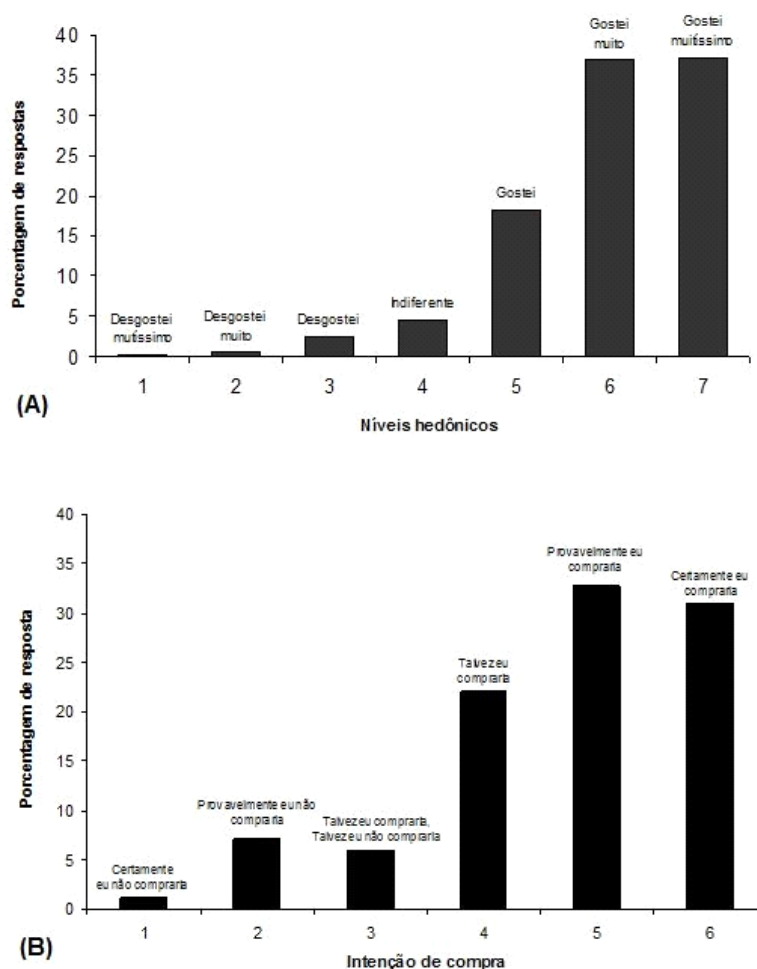 Porcentagem de respostas
40
35
30
25
20
15
10
5
0
Desgostei
mutíssimo
Desgostei
muito
Desgostei
Indiferente
Gostei
Gostei
muito
Gostei
muitíssimo
1 2 3 4 5 6 7
Níveis hedônicos
(A)
Porcentagem de resposta
40
35
30
25
20
15
10
5
0
Certamente
eu não compraria
Provavelmente eu não
compraria
Talvez eu compraria,
Talvez eu não compraria
Talvez eu
compraria
Provavelmente eu
compraria
Certamente eu
compraria
1 2 3 4 5 6
Intenção de compra
(B)